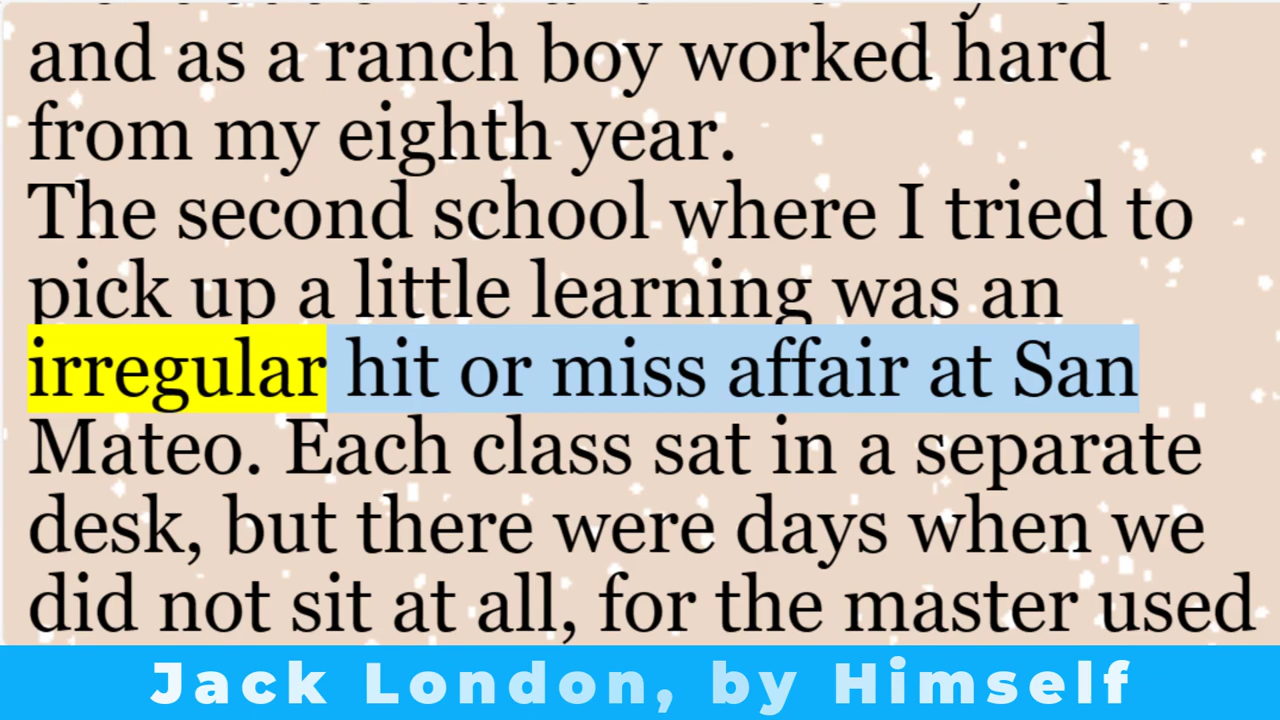 and as a ranch boy worked hard
from my eighth year.
The second school where I tried to
pick up a little learning was an
irregular hit or miss affair at San
Mateo. Each class sat in a separate
desk, but there were days when we
did not sit at all, for the master used
Jack London, by Himself